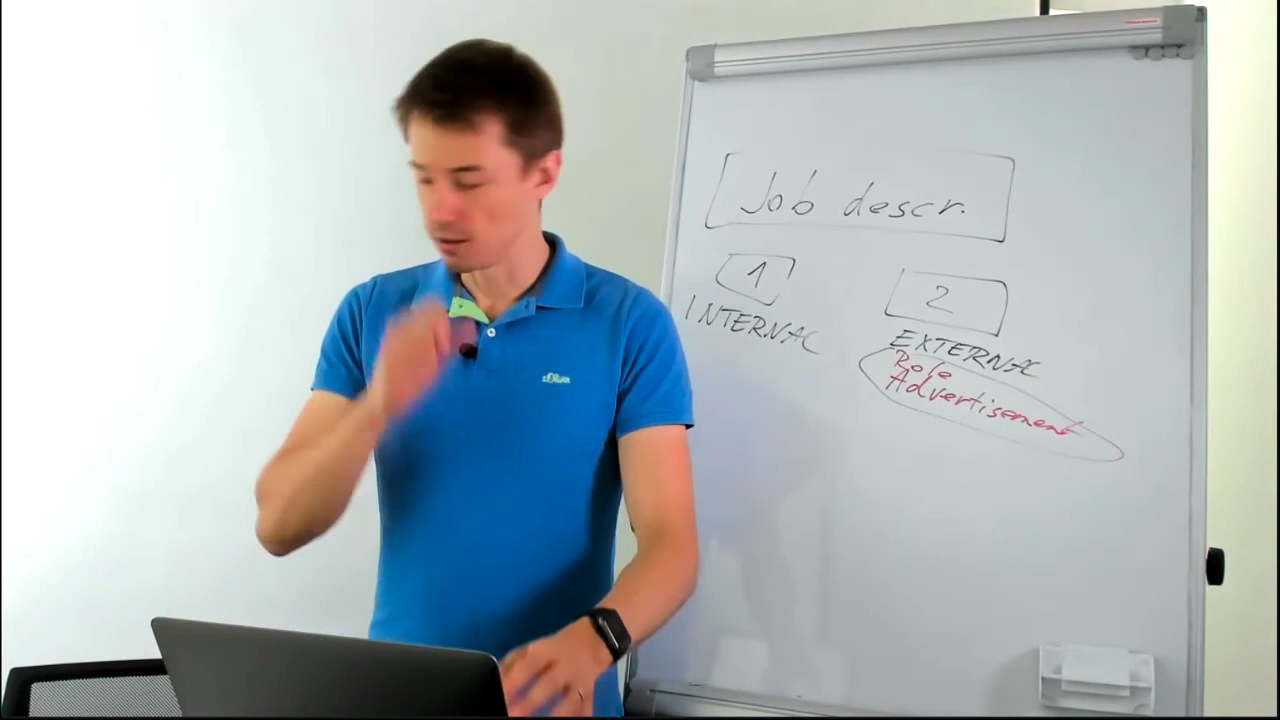 Job descr.
1
INTERNAL
2
EXTERNAL
Role
Advertisement
s.Oliver